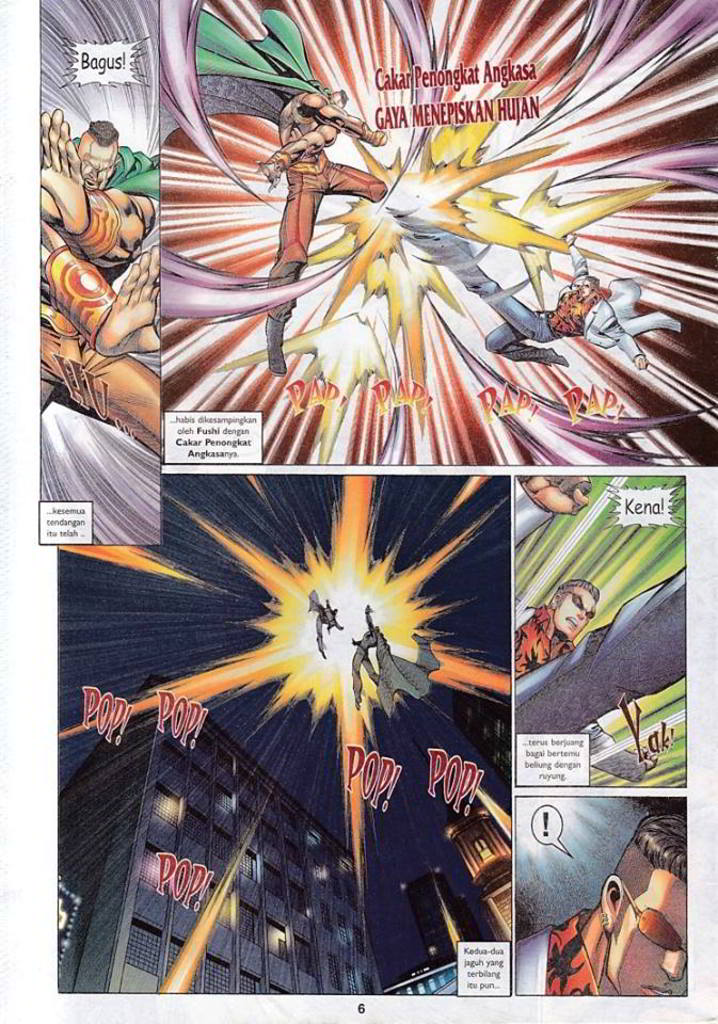 Bagus!
HU...
...kesemua
tendangan
itu telah ..
Cakar Penongkat Angkasa
GAYA MENEPISKAN HUJAN
PAP! PAP! PAP! PAP!
...habis dikesampingkan
oleh Fushi dengan
Cakar Penongkat
Angkasanya.
POP! POP!
POP! POP!
POP!
Kedua-dua
jaguh yang
terbilang
itu pun...
Kena!
...terus berjuang
bagai bertemu
beliung dengan
ruyung.
!
6